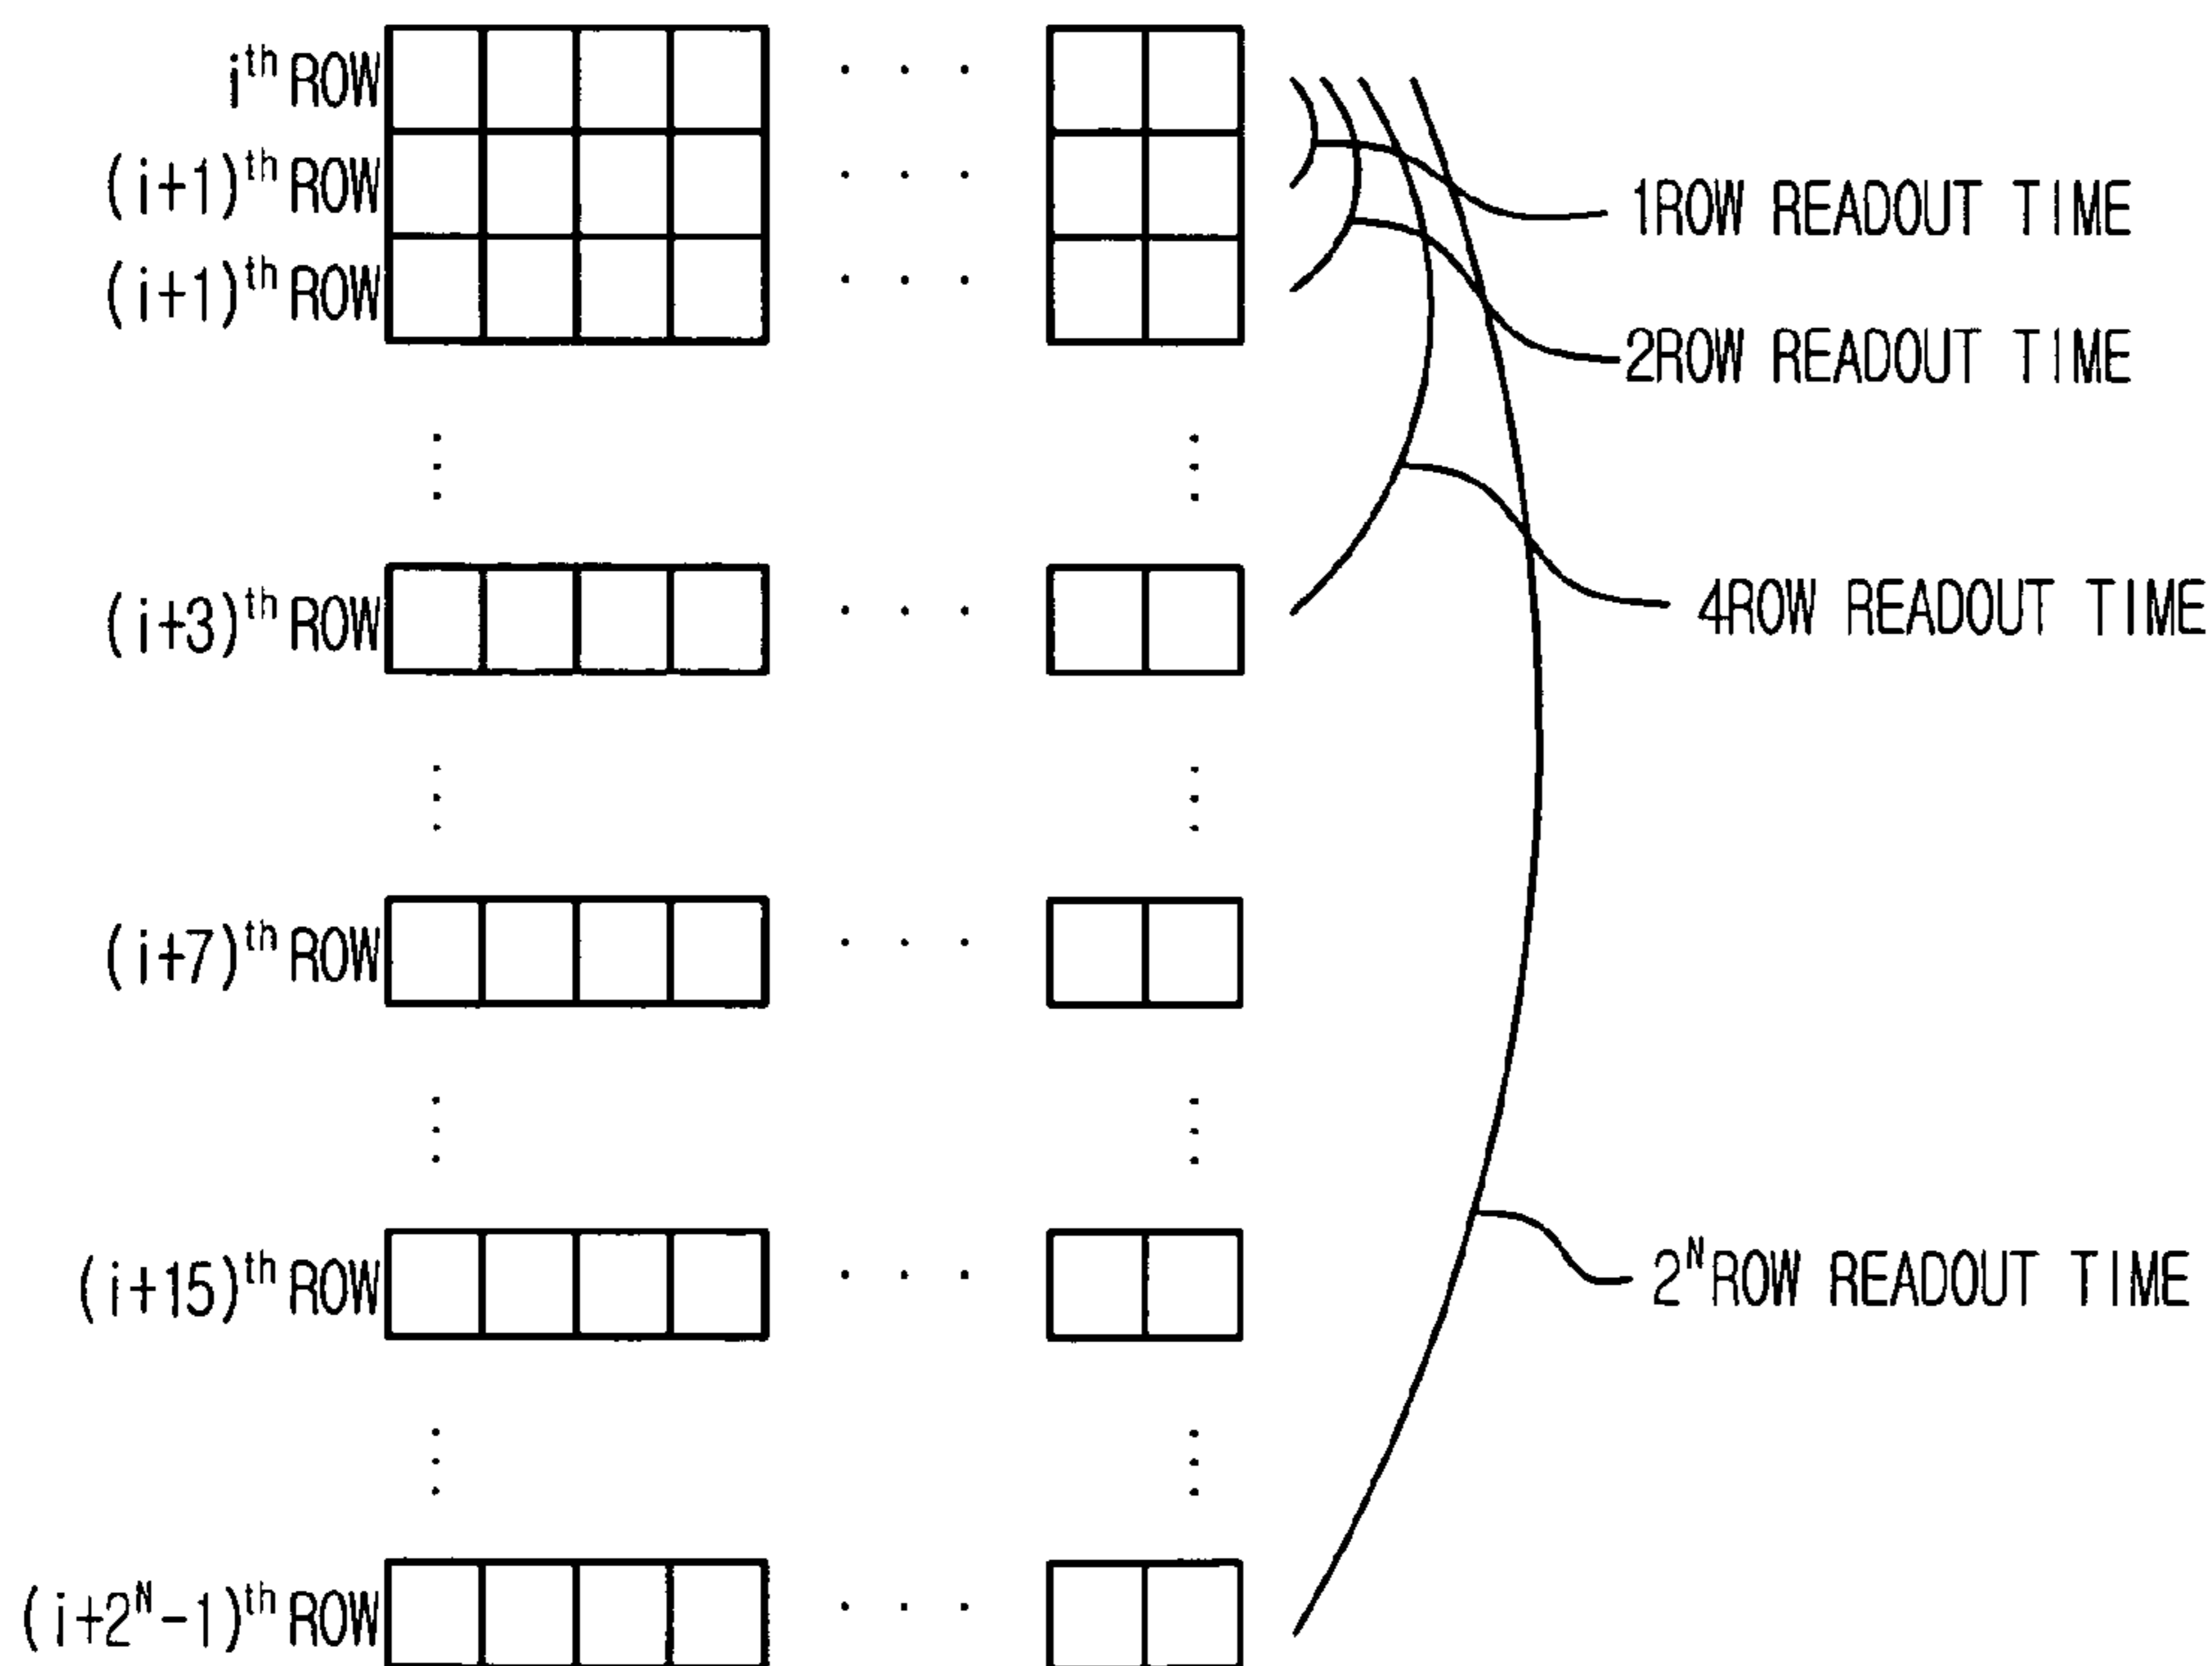 i^th ROW
(i+1)^th ROW
1ROW READOUT TIME
(i+1)^th ROW
2ROW READOUT TIME
(i+3)^th ROW
4ROW READOUT TIME
(i+7)^th ROW
(i+15)^th ROW
2^N ROW READOUT TIME
(i+2^N-1)^th ROW